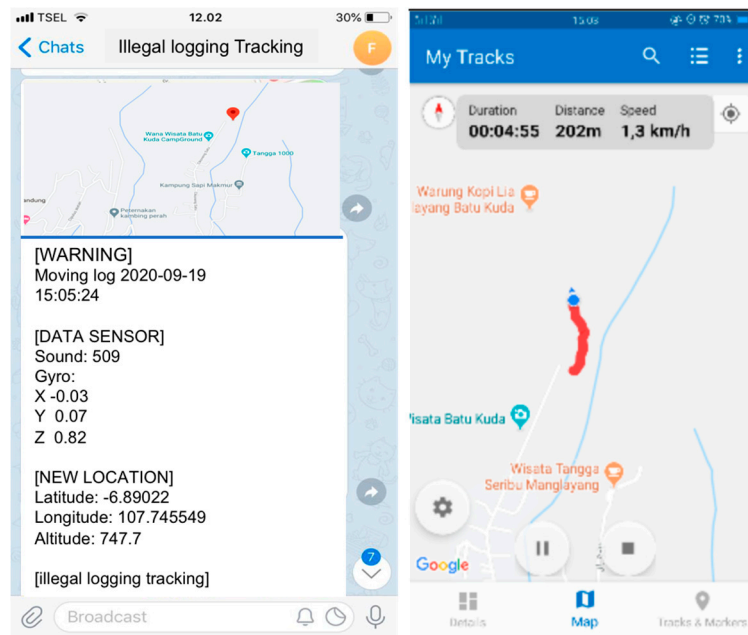 TSEL
12.02
30%
Chats
Illegal logging Tracking
F
Wana Wisata Batu
Kuda CampGround
Tangga 1000
Kampung Sapi Makmur
andung
Peternakan
kambing perah
[WARNING]
Moving log 2020-09-19
15:05:24
[DATA SENSOR]
Sound: 509
Gyro:
X -0.03
Y 0.07
Z 0.82
[NEW LOCATION]
Latitude: -6.89022
Longitude: 107.745549
Altitude: 747.7
[illegal logging tracking]
7
Broadcast
15:03
My Tracks
Duration
Distance
Speed
00:04:55
202m
1,3 km/h
Warung Kopi Lia
layang Batu Kuda
Wisata Batu Kuda
Wisata Tangga
Seribu Manglayang
Google
Details
Map
Tracks & Markers